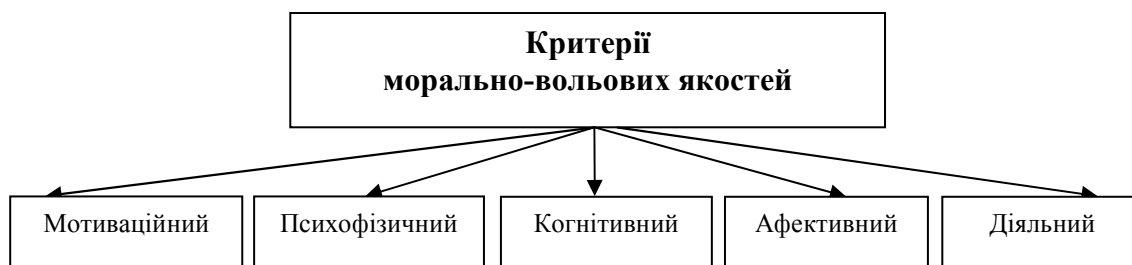 Критерії
морально-вольових якостей
Мотиваційний
Психофізичний
Когнітивний
Афективний
Діяльний